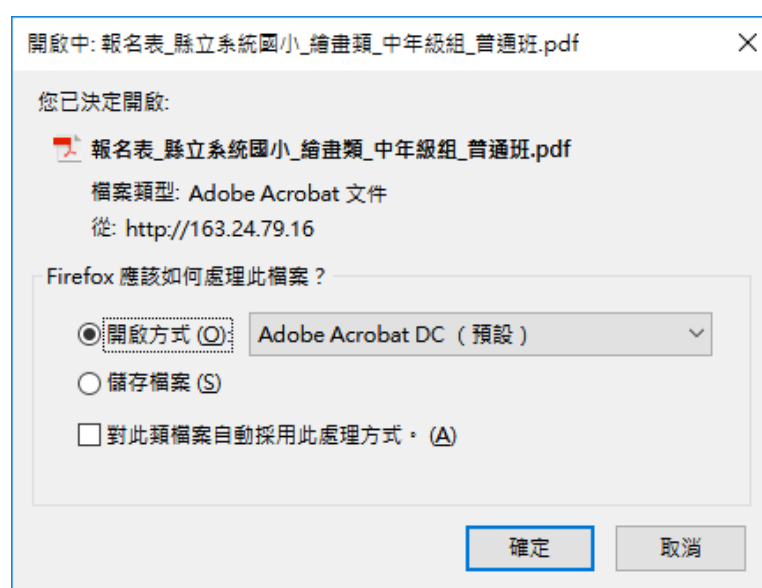 開啟中: 報名表_縣立系統國小_繪畫類_中年級組_普通班.pdf
您已決定開啟:
報名表_縣立系統國小_繪畫類_中年級組_普通班.pdf
檔案類型: Adobe Acrobat 文件
從: http://163.24.79.16
Firefox 應該如何處理此檔案？
開啟方式 (O): Adobe Acrobat DC （預設）
儲存檔案 (S)
對此類檔案自動採用此處理方式。 (A)
確定 取消